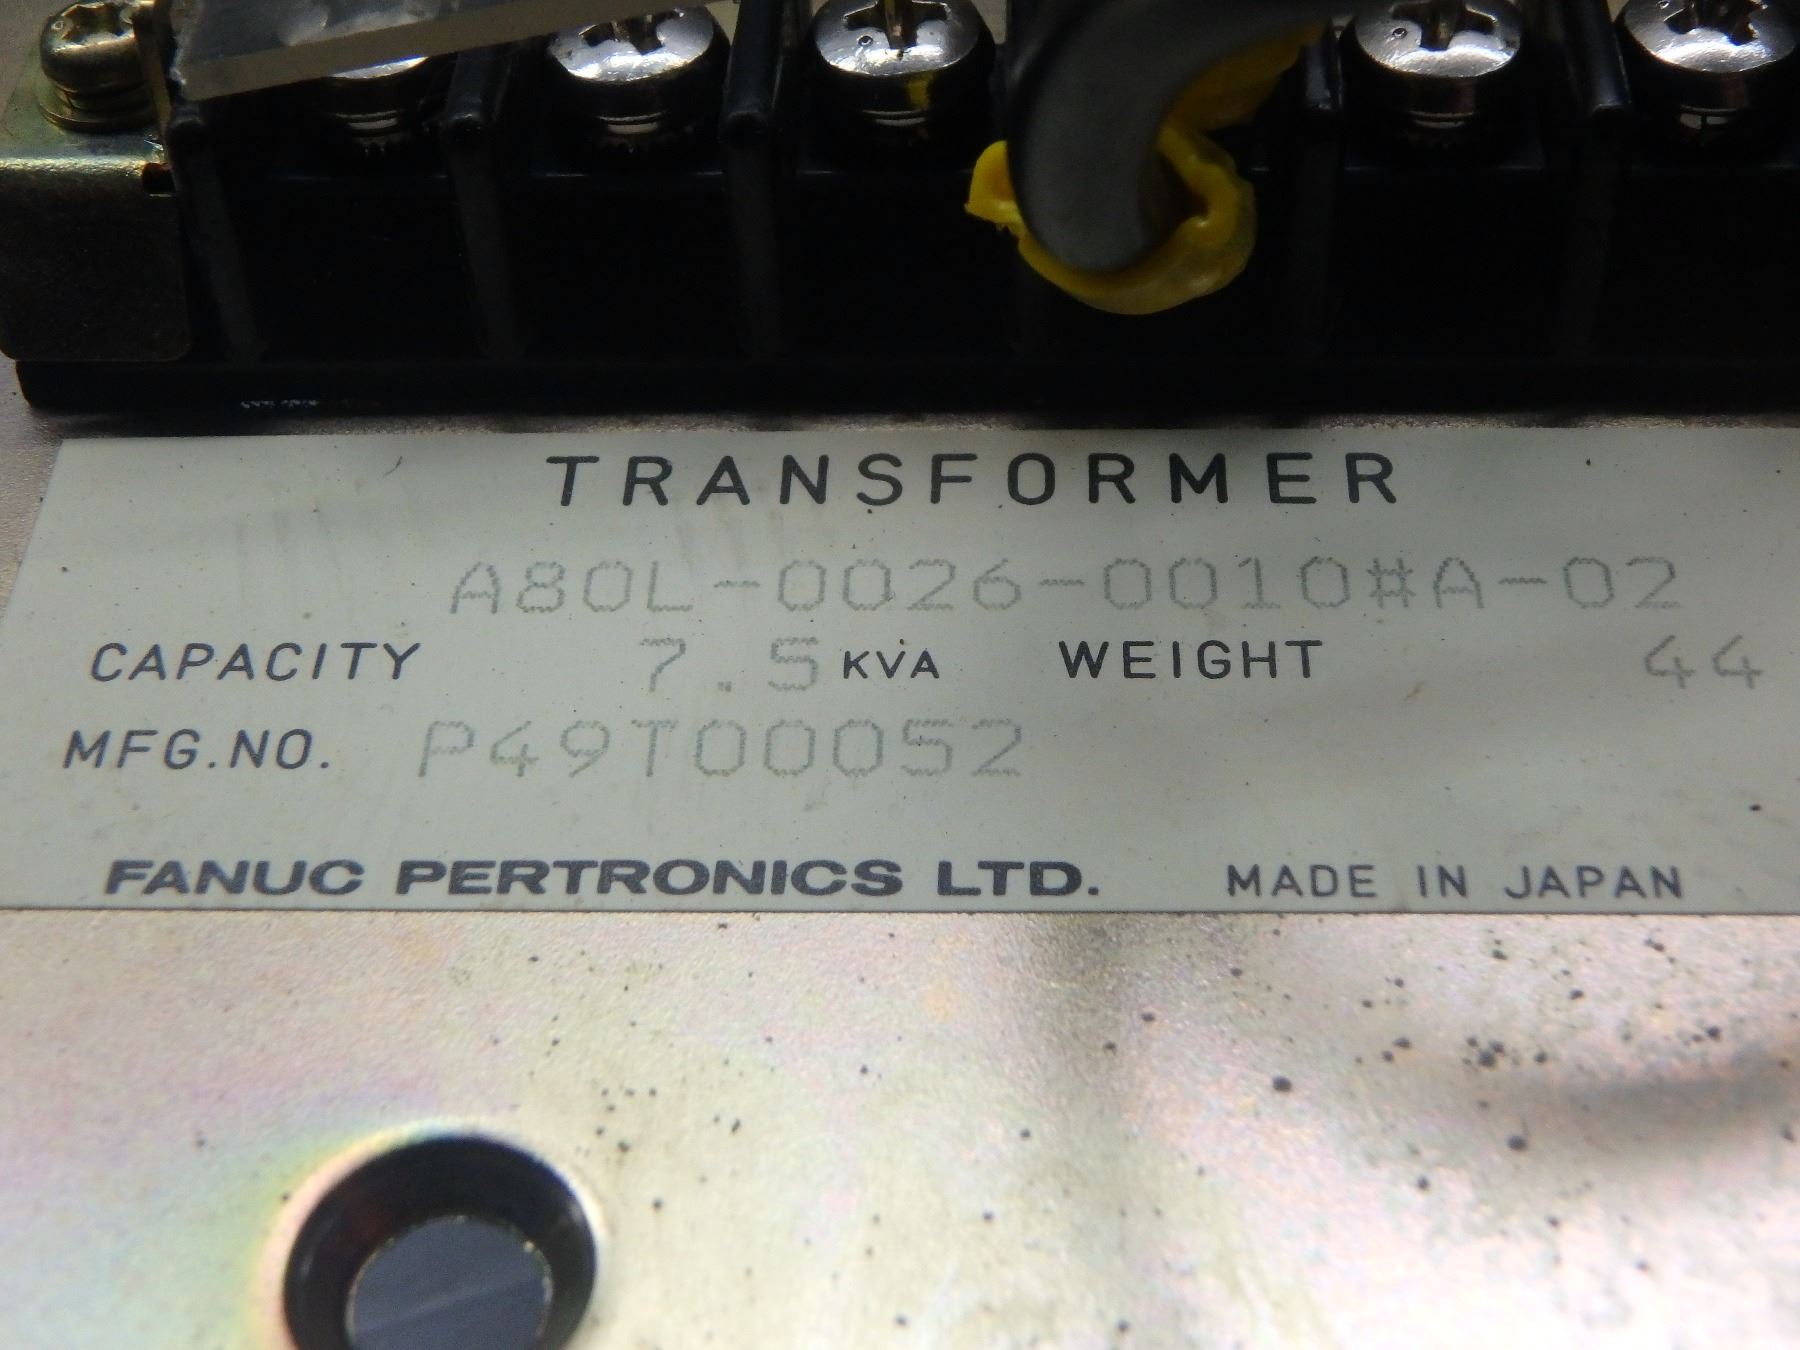 TRANSFORMER
A80L-0026-0010#A-02
CAPACITY 7.5 KVA WEIGHT 44
MFG.NO. P49T00052
FANUC PERTRONICS LTD. MADE IN JAPAN